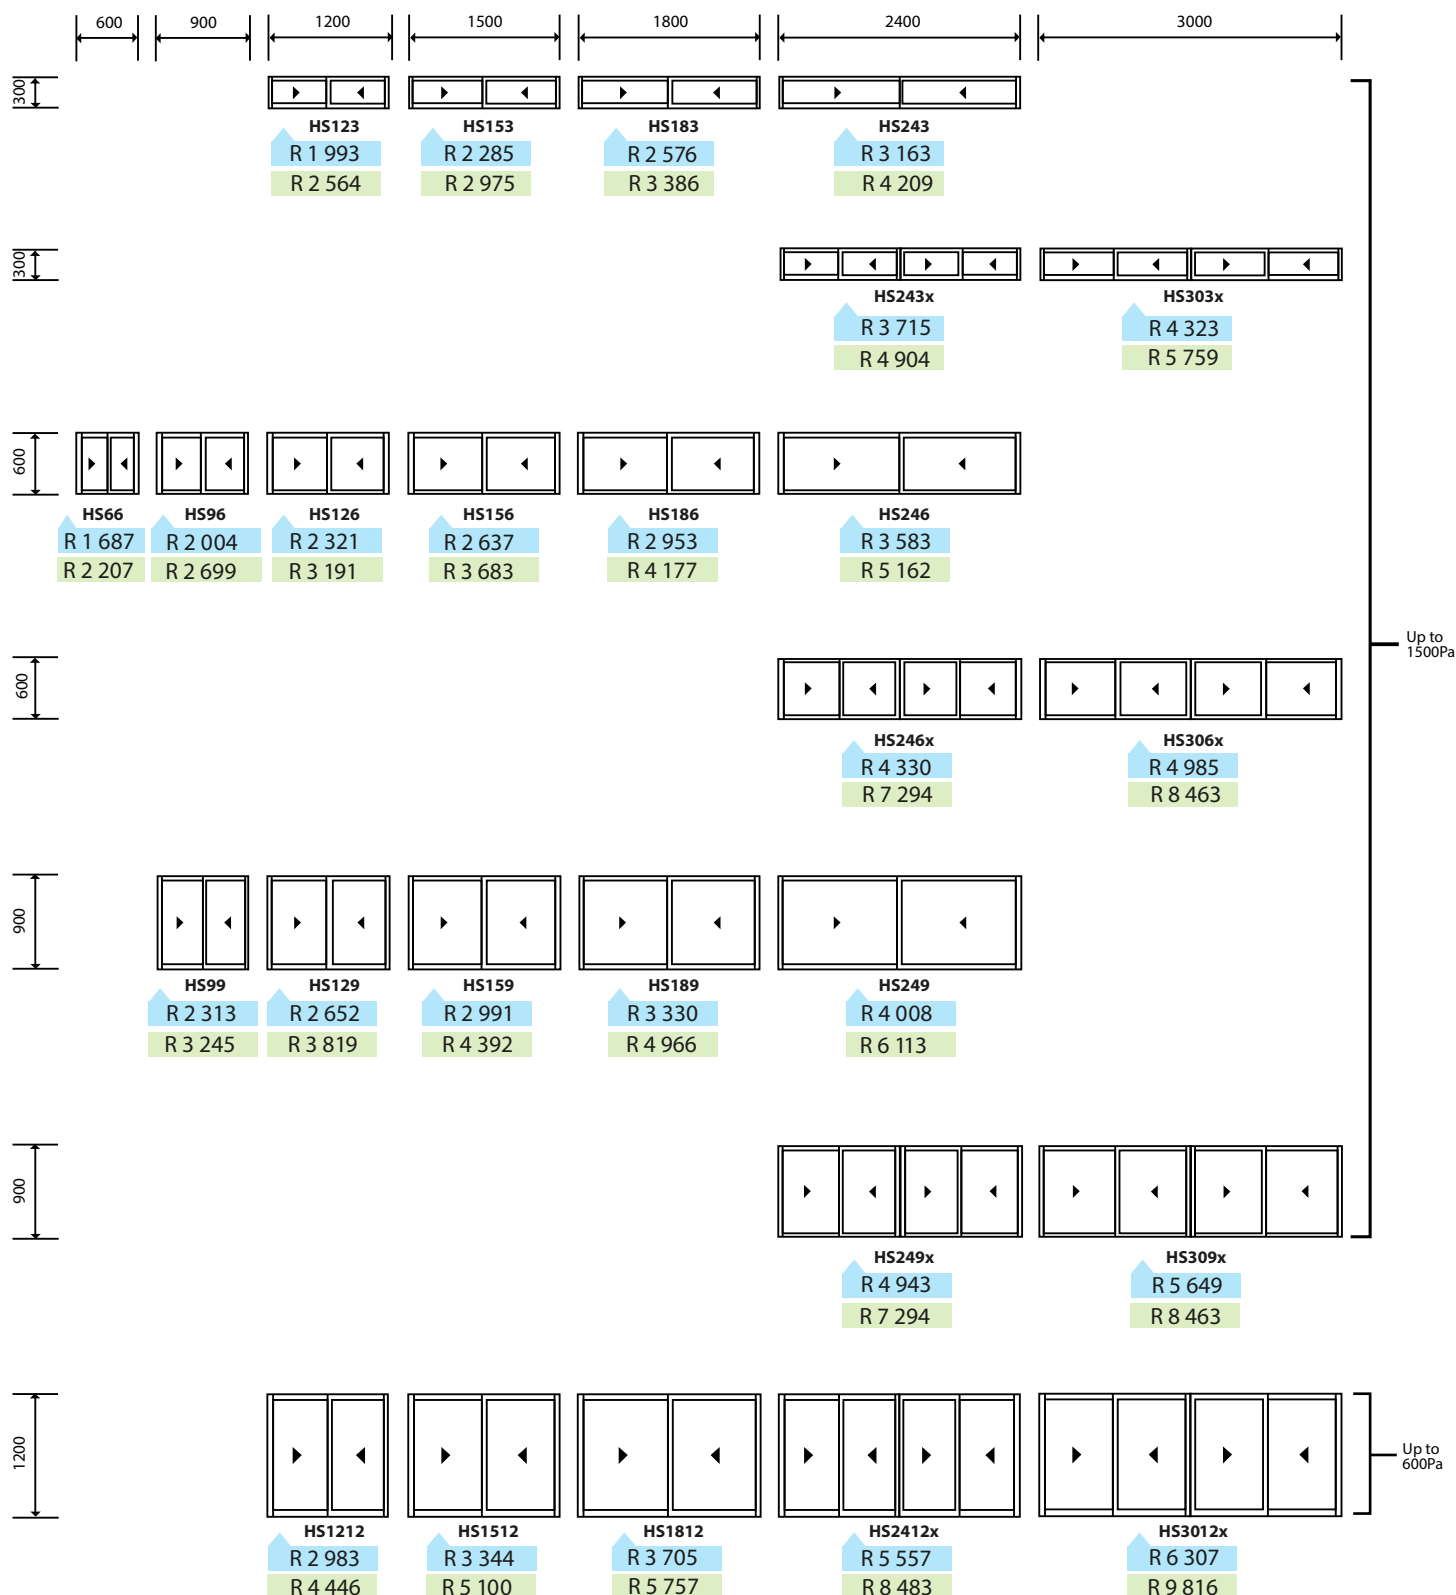 600 900 1200 1500 1800 2400 3000
300
HS123 HS153 HS183 HS243
R 1 993 R 2 285 R 2 576 R 3 163
R 2 564 R 2 975 R 3 386 R 4 209
300
HS243x HS303x
R 3 715 R 4 323
R 4 904 R 5 759
600
HS66 HS96 HS126 HS156 HS186 HS246
R 1 687 R 2 004 R 2 321 R 2 637 R 2 953 R 3 583
R 2 207 R 2 699 R 3 191 R 3 683 R 4 177 R 5 162
Up to
1500Pa
600
HS246x HS306x
R 4 330 R 4 985
R 7 294 R 8 463
900
HS99 HS129 HS159 HS189 HS249
R 2 313 R 2 652 R 2 991 R 3 330 R 4 008
R 3 245 R 3 819 R 4 392 R 4 966 R 6 113
900
HS249x HS309x
R 4 943 R 5 649
R 7 294 R 8 463
1200
Up to
600Pa
HS1212 HS1512 HS1812 HS2412x HS3012x
R 2 983 R 3 344 R 3 705 R 5 557 R 6 307
R 4 446 R 5 100 R 5 757 R 8 483 R 9 816